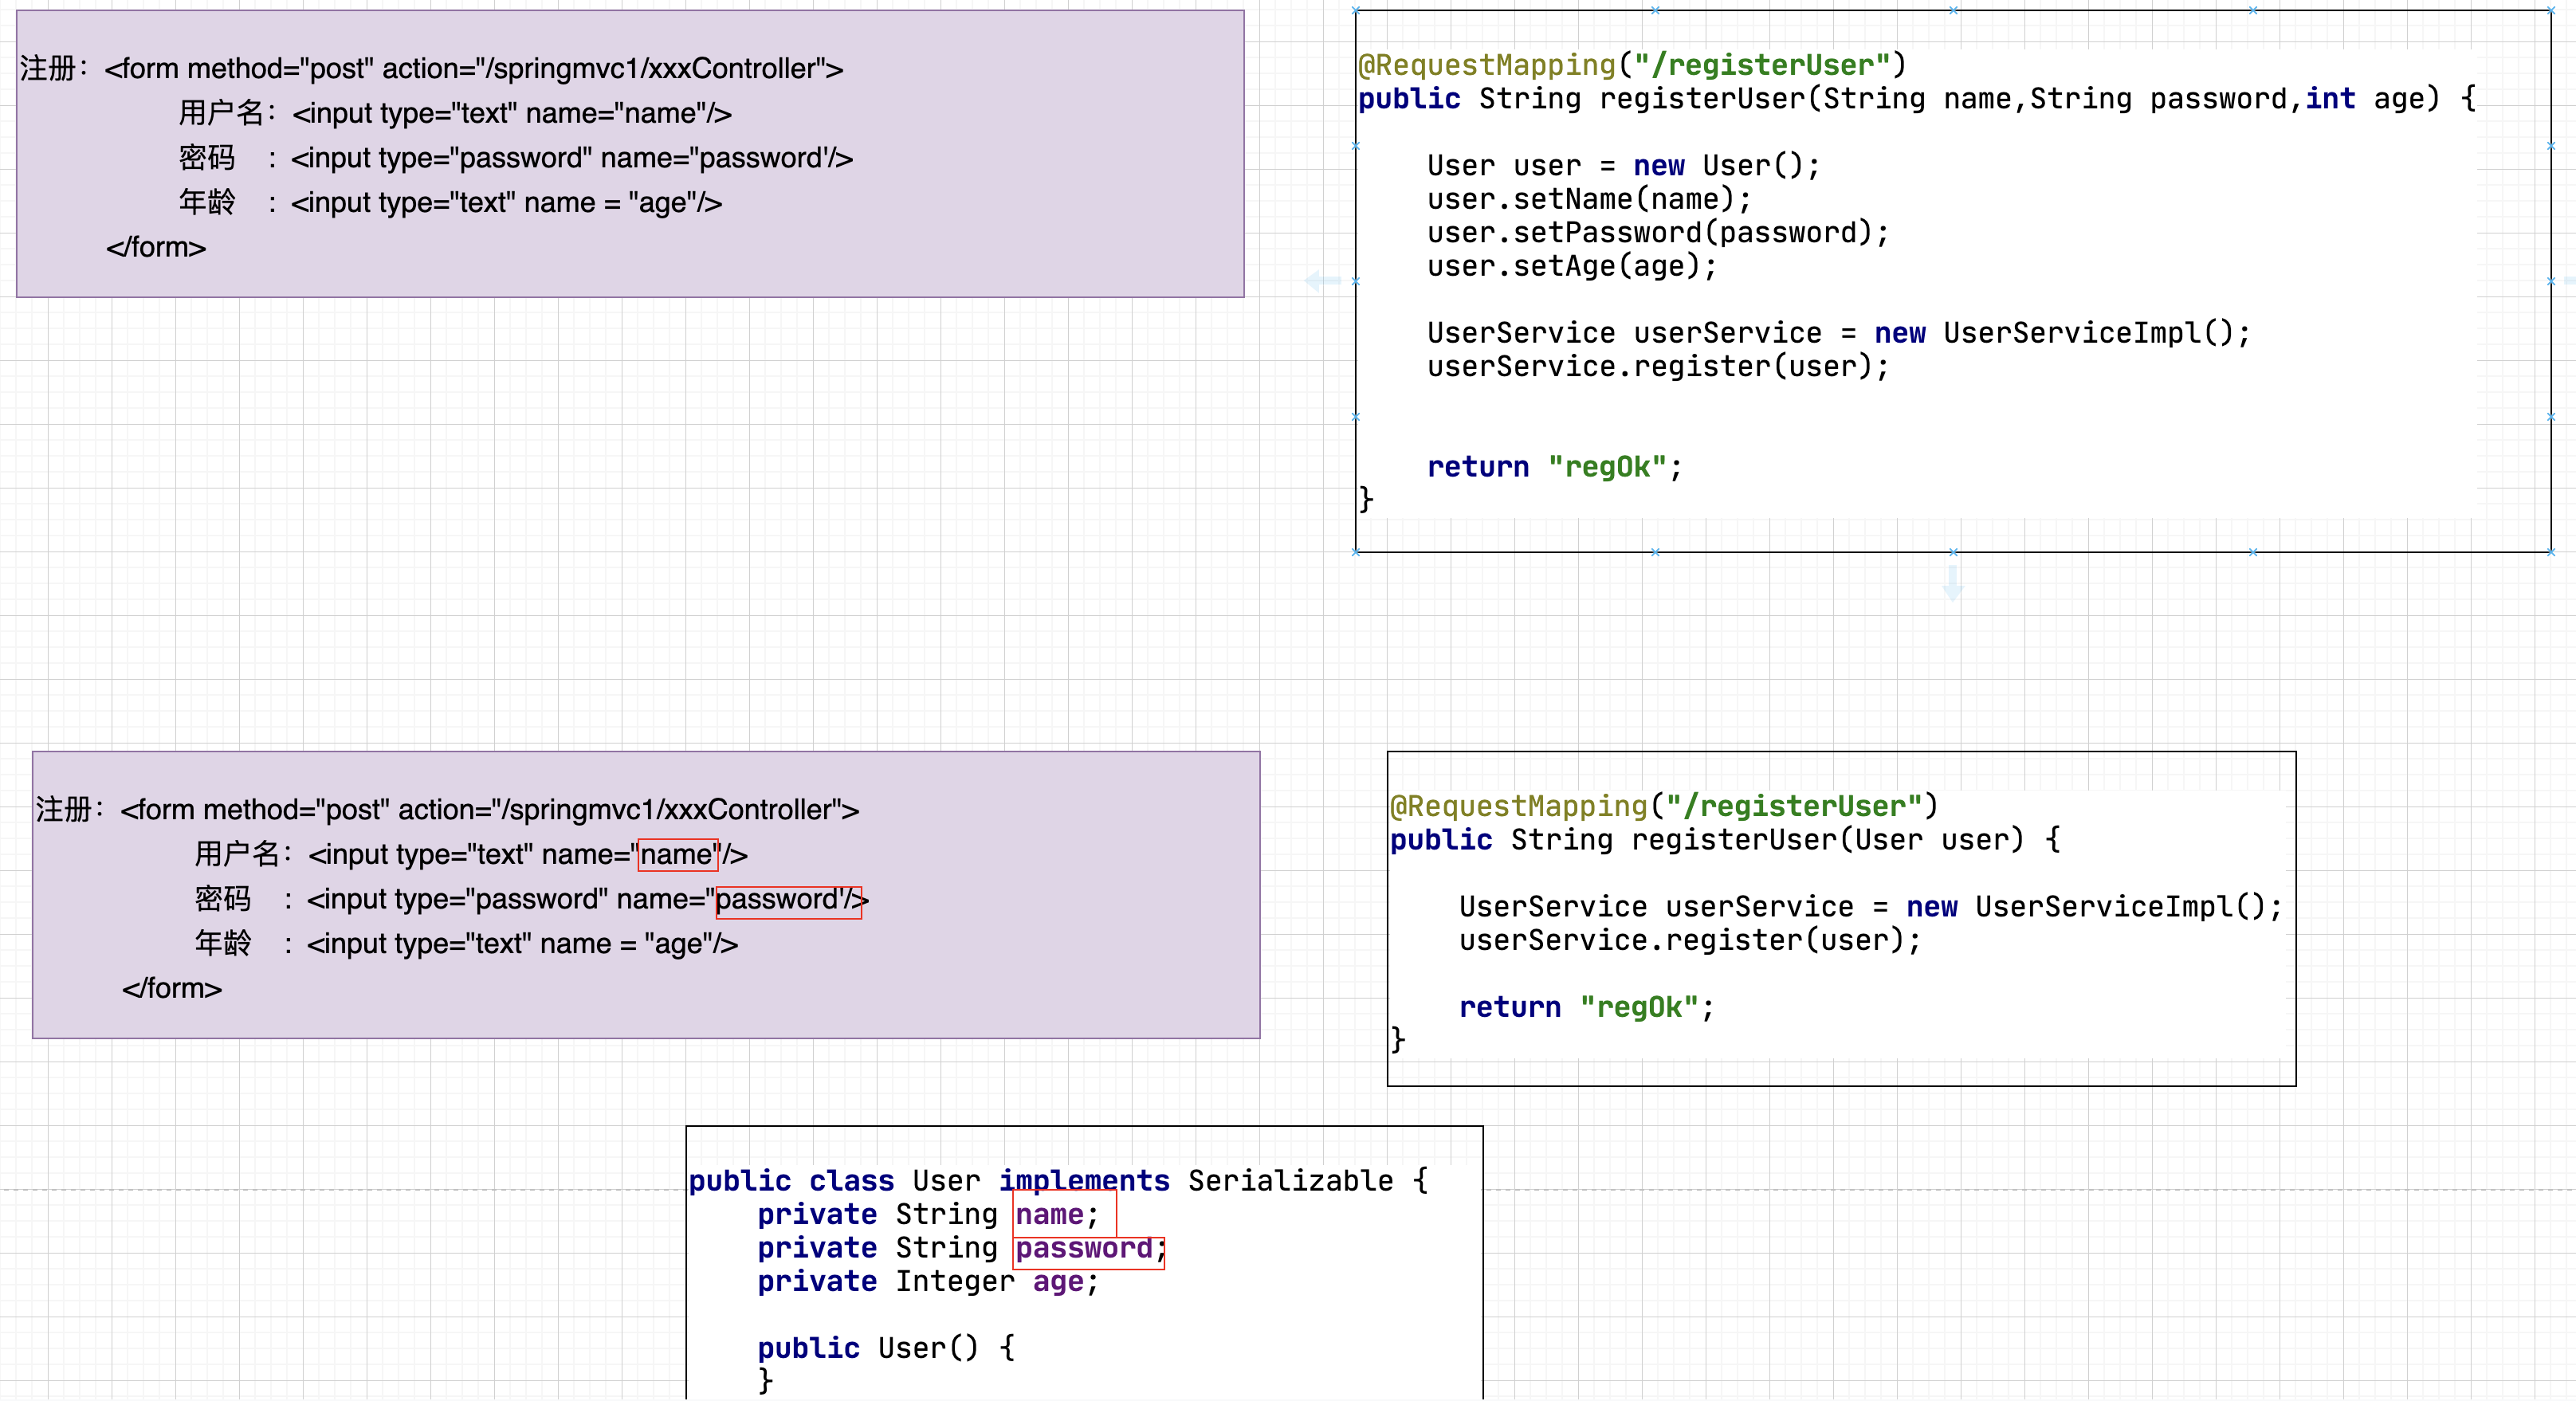 注册：<form method="post" action="/springmvc1/xxxController">
用户名：<input type="text" name="name"/>
密码 ：<input type="password" name="password'/>
年龄 ：<input type="text" name = "age"/>
</form>
@RequestMapping("/registerUser")
public String registerUser(String name,String password,int age) {
User user = new User();
user.setName(name);
user.setPassword(password);
user.setAge(age);
UserService userService = new UserServiceImpl();
userService.register(user);
return "regOk";
}
注册：<form method="post" action="/springmvc1/xxxController">
用户名：<input type="text" name="name"/>
密码 ：<input type="password" name="password'/>
年龄 ：<input type="text" name = "age"/>
</form>
@RequestMapping("/registerUser")
public String registerUser(User user) {
UserService userService = new UserServiceImpl();
userService.register(user);
return "regOk";
}
public class User implements Serializable {
private String name;
private String password;
private Integer age;
public User() {
}